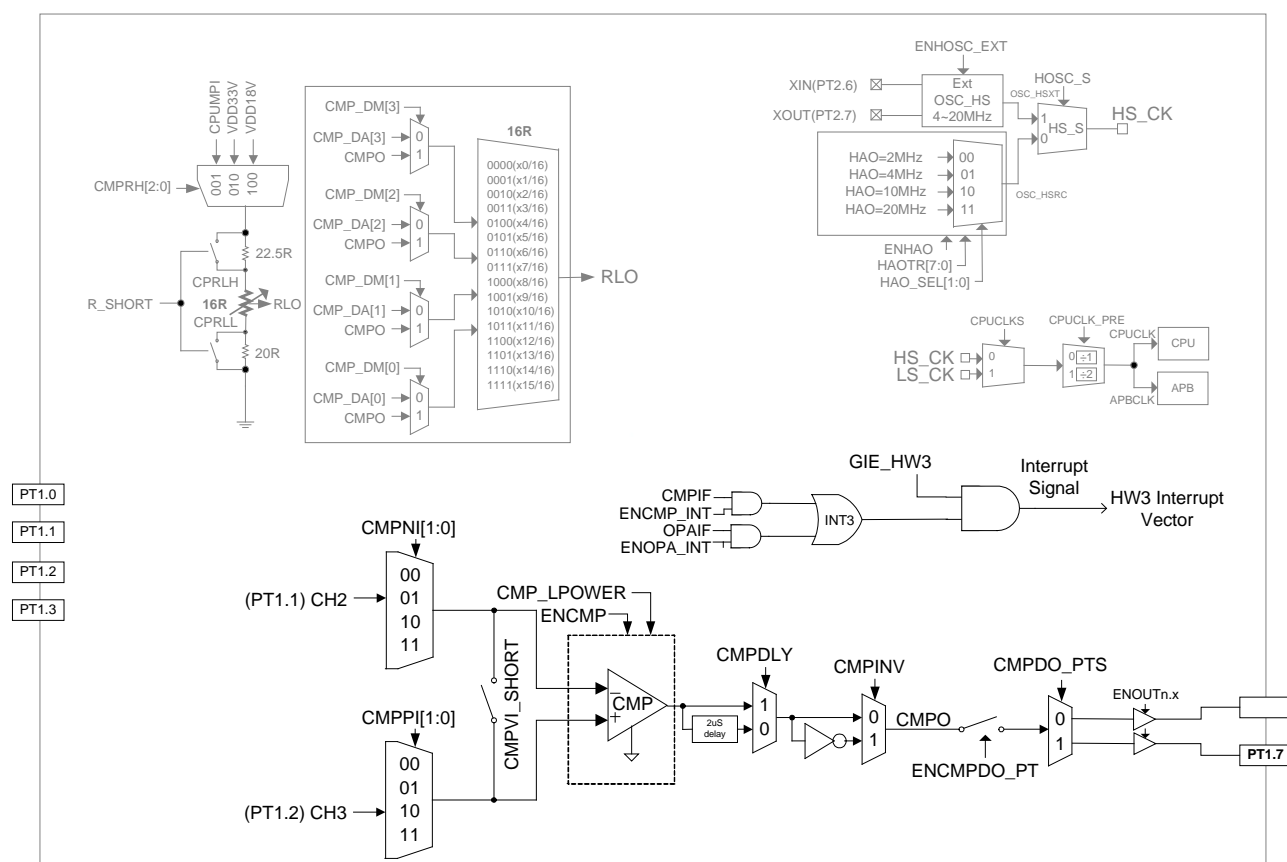 ENHOSC_EXT
XIN(PT2.6)
XOUT(PT2.7)
Ext
OSC_HS
4~20MHz
OSC_HSXT
HOSC_S
1
0
HS_S
HS_CK
HAO=2MHz
HAO=4MHz
HAO=10MHz
HAO=20MHz
00
01
10
11
OSC_HSRC
ENHAO
HAOTR[7:0]
HAO_SEL[1:0]
CPUMPI
VDD33V
VDD18V
CMPRH[2:0]
001
010
100
22.5R
CPRLH
R_SHORT
16R
RLO
CPRLL
20R
CMP_DM[3]
CMP_DA[3]
CMPO
0
1
CMP_DM[2]
CMP_DA[2]
CMPO
0
1
CMP_DM[1]
CMP_DA[1]
CMPO
0
1
CMP_DM[0]
CMP_DA[0]
CMPO
0
1
16R
0000(x0/16)
0001(x1/16)
0010(x2/16)
0011(x3/16)
0100(x4/16)
0101(x5/16)
0110(x6/16)
0111(x7/16)
1000(x8/16)
1001(x9/16)
1010(x10/16)
1011(x11/16)
1100(x12/16)
1101(x13/16)
1110(x14/16)
1111(x15/16)
RLO
CPUCLKS
HS_CK
LS_CK
0
1
CPUCLK_PRE
0 ÷1
1 ÷2
CPUCLK
CPU
APBCLK
APB
PT1.0
PT1.1
PT1.2
PT1.3
GIE_HW3
CMPIF
ENCMP_INT
OPAIF
ENOPA_INT
INT3
Interrupt
Signal
HW3 Interrupt
Vector
CMPNI[1:0]
00
01
10
11
(PT1.1) CH2
CMPPI[1:0]
00
01
10
11
(PT1.2) CH3
CMPVI_SHORT
CMP_LPOWER
ENCMP
−
CMP
+
2uS
delay
CMPDLY
1
0
CMPINV
0
1
CMPO
ENCMPDO_PT
CMPDO_PTS
0
1
ENOUTn.x
PT1.7